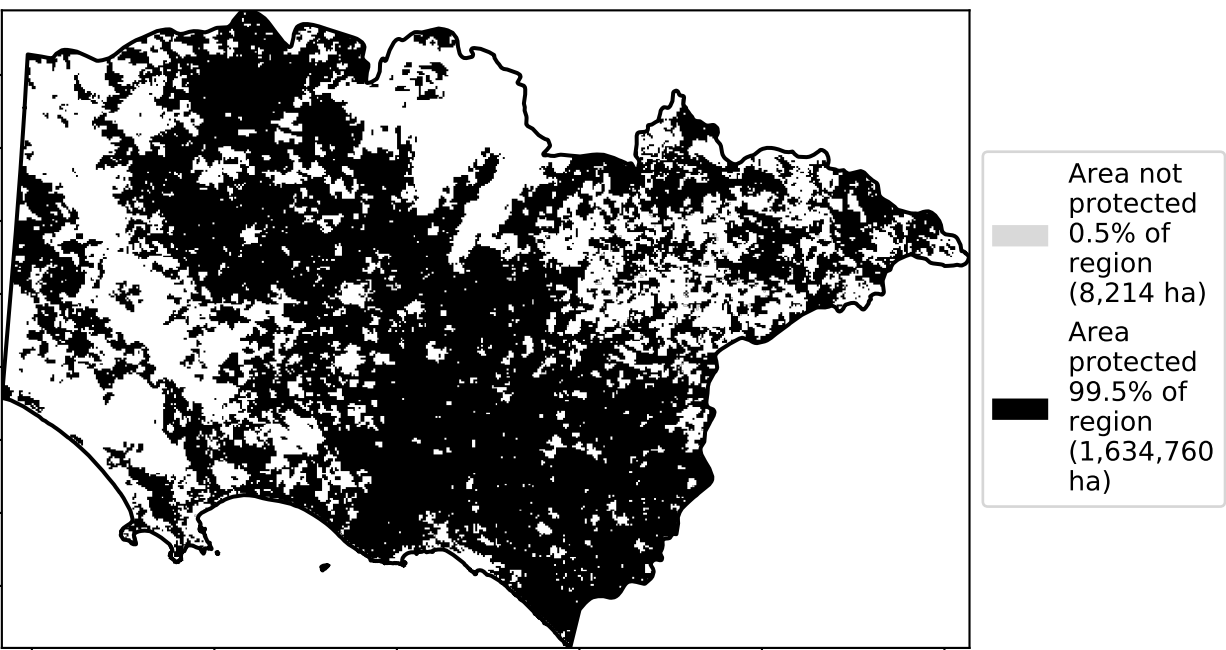 Area not
protected
0.5% of
region
(8,214 ha)
Area
protected
99.5% of
region
(1,634,760
ha)